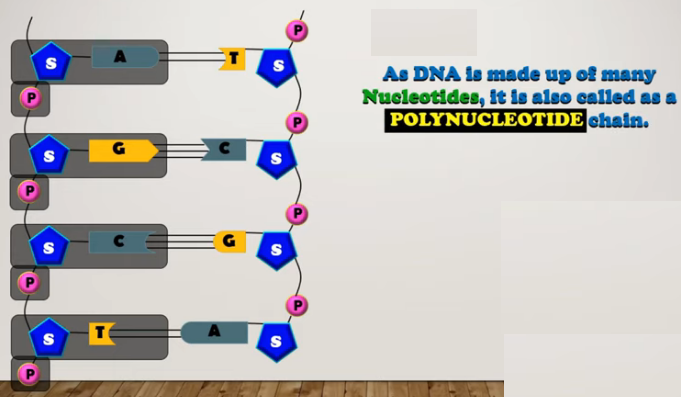 P
S A T S
P
As DNA is made up of many
Nucleotides, it is also called as a
POLYNUCLEOTIDE chain.
P
S G C S
P
P
S C G S
P
P
S T A S
P